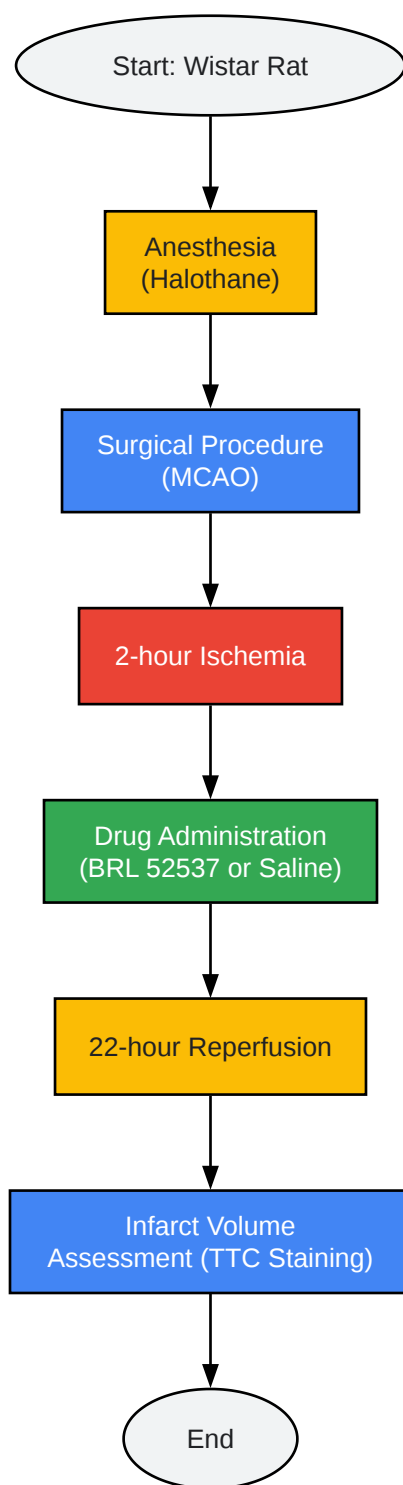 Start: Wistar Rat
Anesthesia
(Halothane)
Surgical Procedure
(MCAO)
2-hour Ischemia
Drug Administration
(BRL 52537 or Saline)
22-hour Reperfusion
Infarct Volume
Assessment (TTC Staining)
End